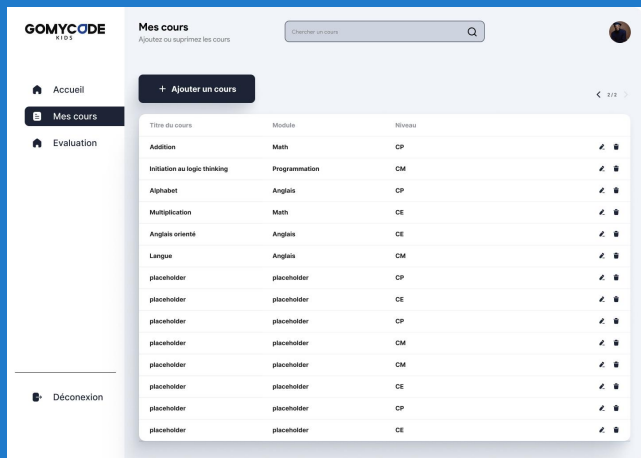 GOMYCODE
KIDS
Mes cours
Ajoutez ou suprimez les cours
Chercher un cours
Accueil
Mes cours
Evaluation
Déconexion
+ Ajouter un cours
2/2
Titre du cours Module Niveau
Addition Math CP
Initiation au logic thinking Programmation CM
Alphabet Anglais CP
Multiplication Math CE
Anglais orienté Anglais CE
Langue Anglais CM
placeholder placeholder CP
placeholder placeholder CE
placeholder placeholder CP
placeholder placeholder CM
placeholder placeholder CM
placeholder placeholder CE
placeholder placeholder CP
placeholder placeholder CE